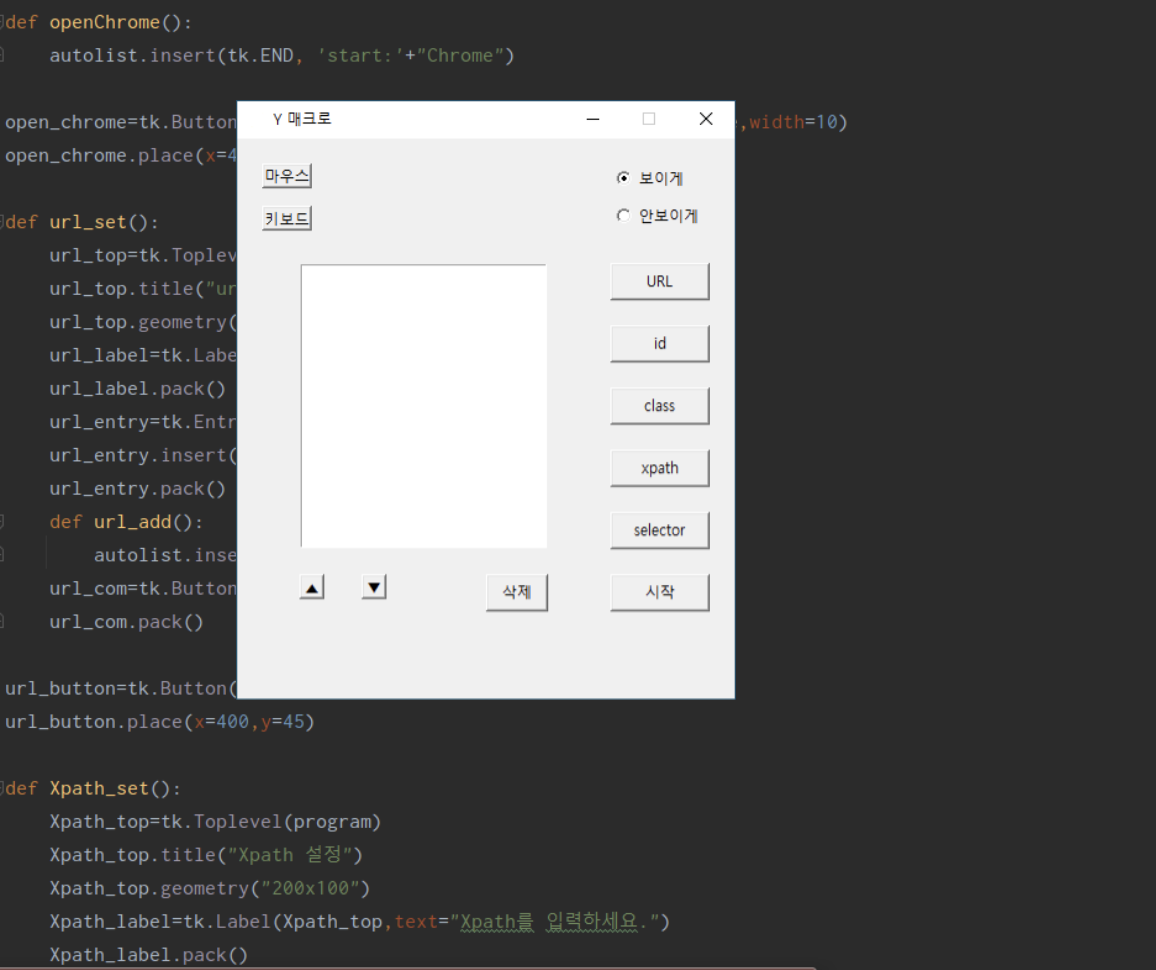 def openChrome():
    autolist.insert(tk.END, 'start:'+"Chrome")
open_chrome=tk.Button ,width=10)
open_chrome.place(x=4
def url_set():
    url_top=tk.Toplev
    url_top.title("ur
    url_top.geometry(
    url_label=tk.Labe
    url_label.pack()
    url_entry=tk.Entr
    url_entry.insert(
    url_entry.pack()
    def url_add():
        autolist.inse
    url_com=tk.Button
    url_com.pack()
url_button=tk.Button(
url_button.place(x=400,y=45)
def Xpath_set():
    Xpath_top=tk.Toplevel(program)
    Xpath_top.title("Xpath 설정")
    Xpath_top.geometry("200x100")
    Xpath_label=tk.Label(Xpath_top,text="Xpath를 입력하세요.")
    Xpath_label.pack()
Y 매크로
마우스
키보드
보이게
안보이게
URL
id
class
xpath
selector
▲ ▼ 삭제 시작